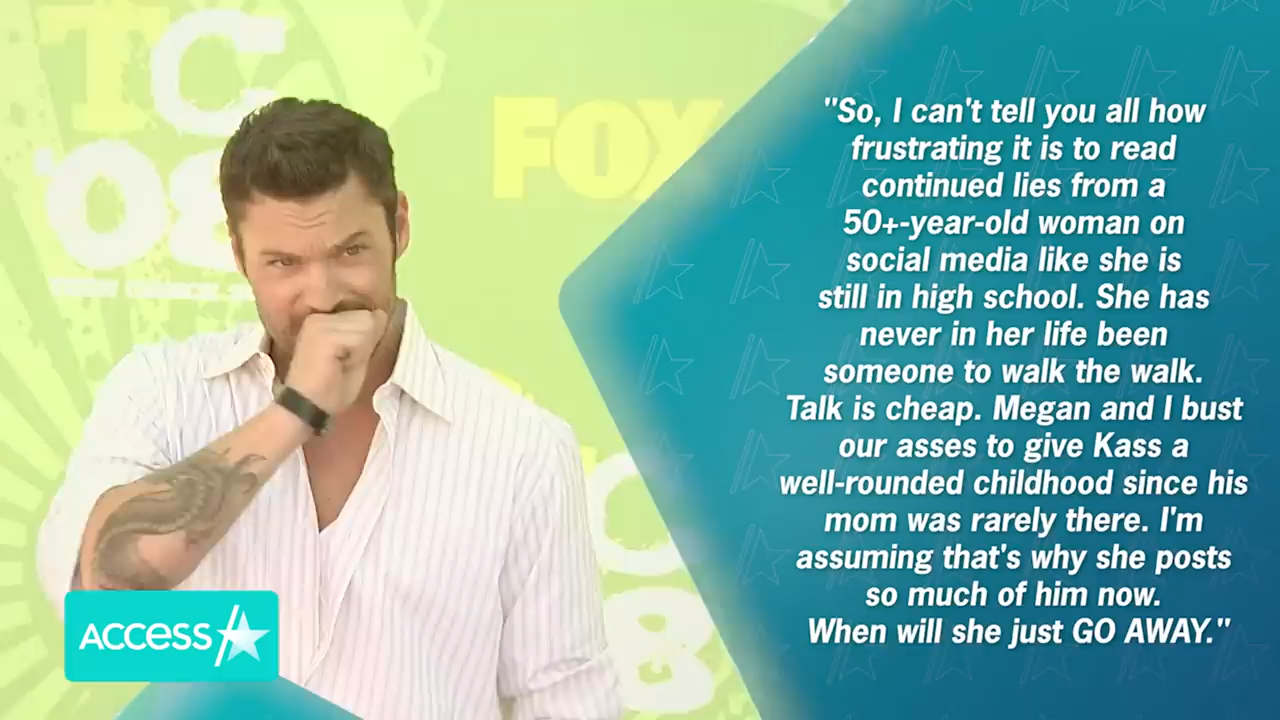 TC
'08
FOX
"So, I can't tell you all how
frustrating it is to read
continued lies from a
50+-year-old woman on
social media like she is
still in high school. She has
never in her life been
someone to walk the walk.
Talk is cheap. Megan and I bust
our asses to give Kass a
well-rounded childhood since his
mom was rarely there. I'm
assuming that's why she posts
so much of him now.
When will she just GO AWAY."
C
8
ACCESS